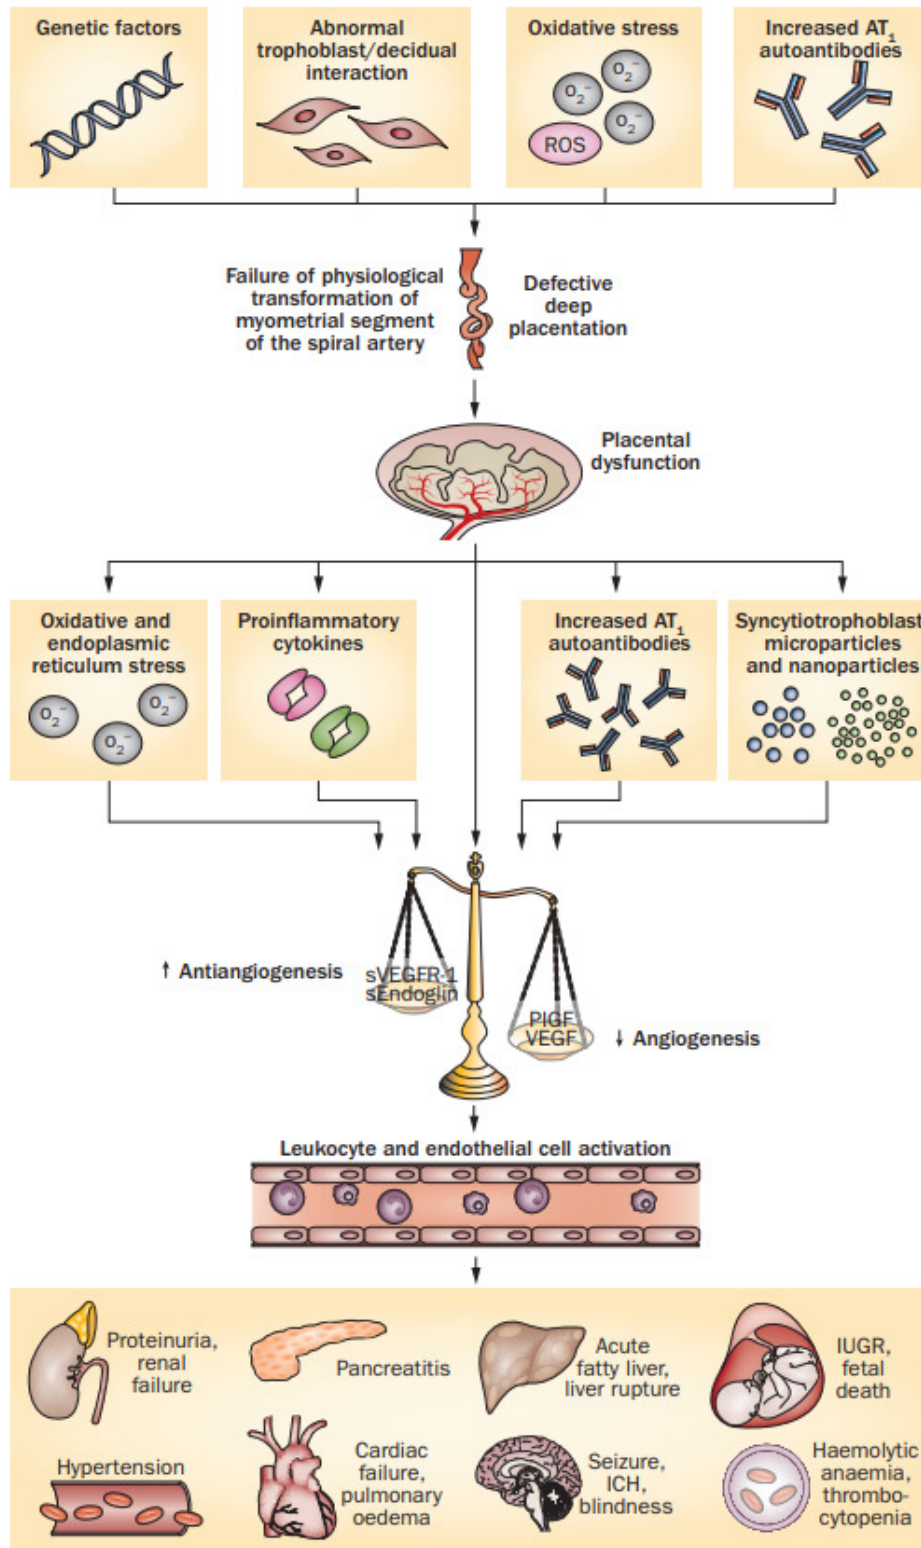 Genetic factors
Abnormal
trophoblast/decidual
interaction
Oxidative stress
Increased AT₁
autoantibodies
O₂⁻
O₂⁻
O₂⁻
ROS
Failure of physiological
transformation of
myometrial segment
of the spiral artery
Defective
deep
placentation
Placental
dysfunction
Oxidative and
endoplasmic
reticulum stress
O₂⁻
O₂⁻
O₂⁻
Proinflammatory
cytokines
Increased AT₁
autoantibodies
Syncytiotrophoblast
microparticles
and nanoparticles
↑ Antiangiogenesis
sVEGFR-1
sEndoglin
PlGF
VEGF
↓ Angiogenesis
Leukocyte and endothelial cell activation
Proteinuria,
renal
failure
Pancreatitis
Acute
fatty liver,
liver rupture
IUGR,
fetal
death
Hypertension
Cardiac
failure,
pulmonary
oedema
Seizure,
ICH,
blindness
Haemolytic
anaemia,
thrombo-
cytopenia